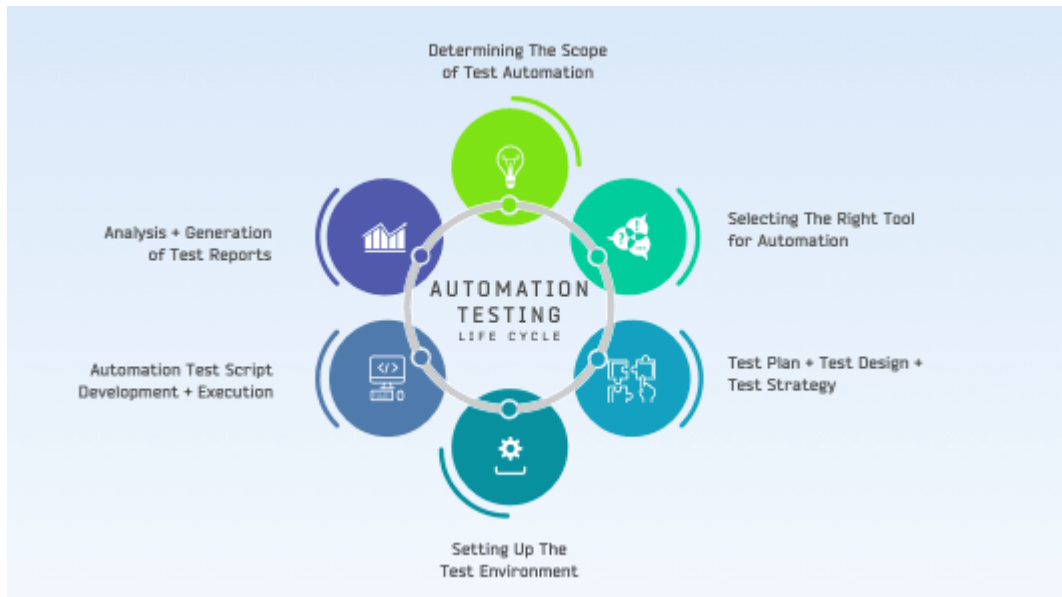 Determining The Scope
of Test Automation
Selecting The Right Tool
for Automation
Test Plan + Test Design +
Test Strategy
Setting Up The
Test Environment
Automation Test Script
Development + Execution
Analysis + Generation
of Test Reports
AUTOMATION
TESTING
LIFE CYCLE